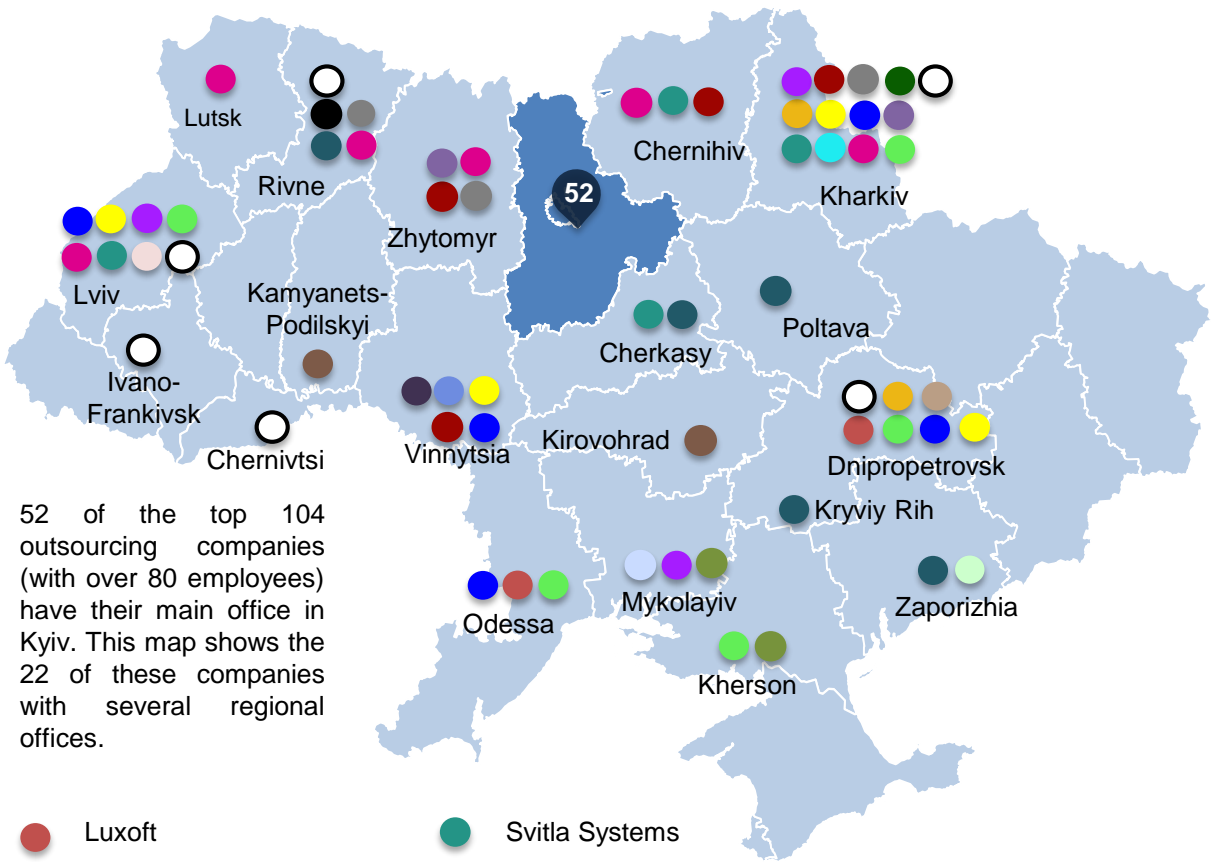 Lutsk
Rivne
Zhytomyr
52
Chernihiv
Kharkiv
Lviv
Kamyanets-
Podilskyi
Cherkasy
Poltava
Ivano-
Frankivsk
Chernivtsi
Vinnytsia
Kirovohrad
Dnipropetrovsk
Kryviy Rih
52 of the top 104
outsourcing companies
(with over 80 employees)
have their main office in
Kyiv. This map shows the
22 of these companies
with several regional
offices.
Odessa
Mykolayiv
Zaporizhia
Kherson
Luxoft
Svitla Systems